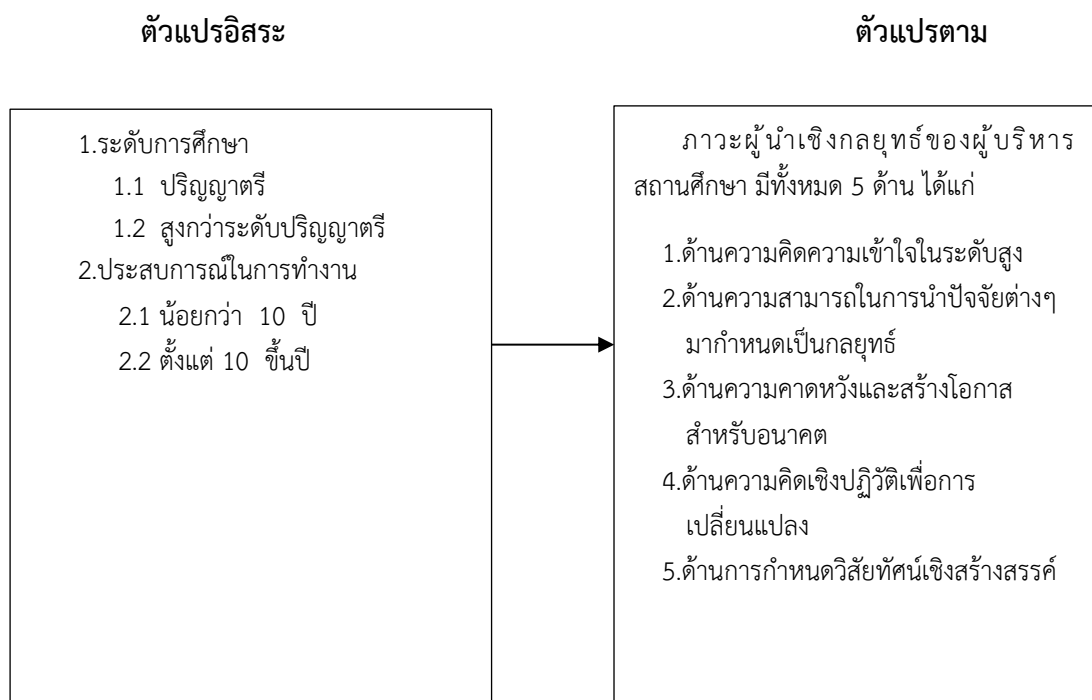 ตัวแปรอิสระ
ตัวแปรตาม
1.ระดับการศึกษา
1.1 ปริญญาตรี
1.2 สูงกว่าระดับปริญญาตรี
2.ประสบการณ์ในการทำงาน
2.1 น้อยกว่า 10 ปี
2.2 ตั้งแต่ 10 ขึ้นปี
ภาวะผู้นำเชิงกลยุทธ์ของผู้บริหาร
สถานศึกษา มีทั้งหมด 5 ด้าน ได้แก่
1.ด้านความคิดความเข้าใจในระดับสูง
2.ด้านความสามารถในการนำปัจจัยต่างๆ
มากำหนดเป็นกลยุทธ์
3.ด้านความคาดหวังและสร้างโอกาส
สำหรับอนาคต
4.ด้านความคิดเชิงปฏิวัติเพื่อการ
เปลี่ยนแปลง
5.ด้านการกำหนดวิสัยทัศน์เชิงสร้างสรรค์